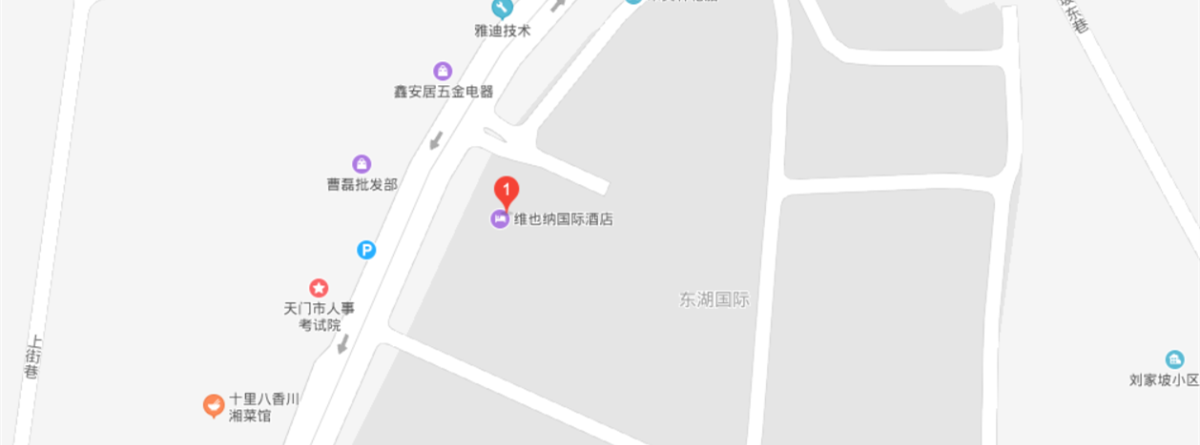 雅迪技术
鑫安居五金电器
曹磊批发部
1
维也纳国际酒店
P
天门市人事
考试院
东湖国际
上街巷
刘家坡小区
十里八香川
湘菜馆
东巷